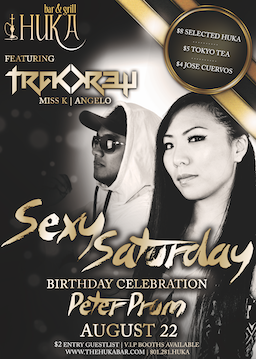 bar & grill
HUKA
$8 SELECTED HUKA
$5 TOKYO TEA
$4 JOSE CUERVOS
FEATURING
TRACKREY
MISS K | ANGELO
Sexy
Saturday
BIRTHDAY CELEBRATION
Peter Prum
AUGUST 22
$2 ENTRY GUESTLIST | V.I.P BOOTHS AVAILABLE
WWW.THEHUKABAR.COM | 801.281.HUKA